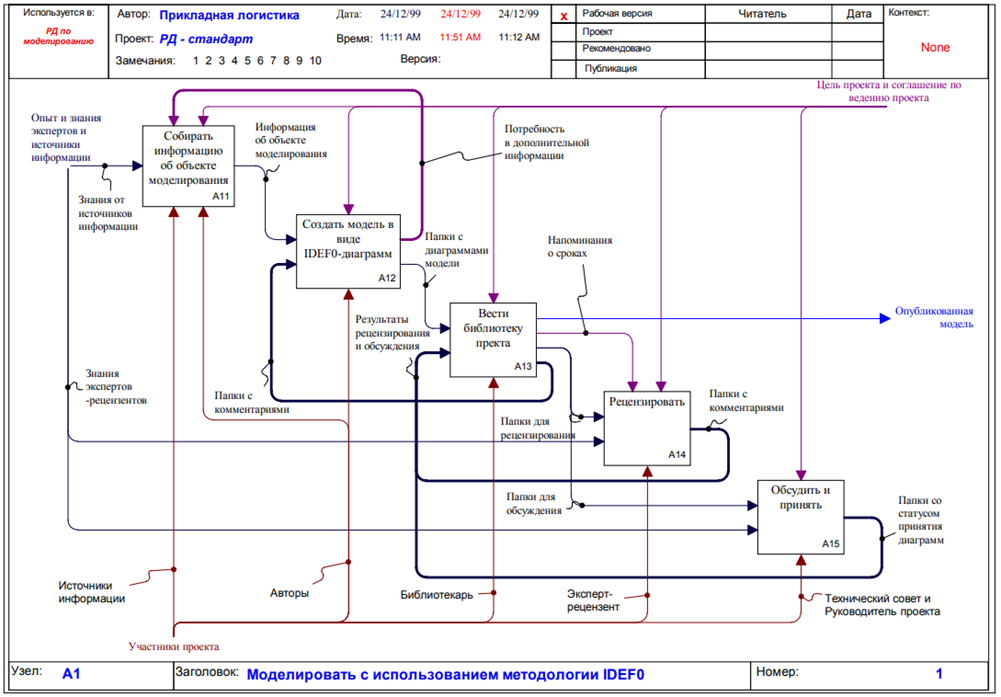 Используется в:
РД по
моделированию
Автор: Прикладная логистика
Проект: РД - стандарт
Замечания: 1 2 3 4 5 6 7 8 9 10
Дата: 24/12/99 24/12/99 24/12/99
Время: 11:11 AM 11:51 AM 11:12 AM
Версия:
x Рабочая версия
Проект
Рекомендовано
Публикация
Читатель
Дата
Контекст:
None
Цель проекта и соглашение по
ведению проекта
Опыт и знания
экспертов и
источники
информации
Собирать
информацию
об объекте
моделирования
A11
Информация
об объекте
моделирования
Потребность
в дополнительной
информации
Знания от
источников
информации
Создать модель в
виде
IDEF0-диаграмм
A12
Папки с
диаграммами
модели
Напоминания
о сроках
Вести
библиотеку
пректа
A13
Опубликованная
модель
Результаты
рецензирования
и обсуждения
Знания
экспертов
-рецензентов
Папки с
комментариями
Рецензировать
A14
Папки с
комментариями
Папки для
рецензирования
Папки для
обсуждения
Обсудить и
принять
A15
Папки со
статусом
принятия
диаграмм
Источники
информации
Авторы
Библиотекарь
Эксперт-
рецензент
Технический совет и
Руководитель проекта
Участники проекта
Узел: A1
Заголовок: Моделировать с использованием методологии IDEF0
Номер: 1